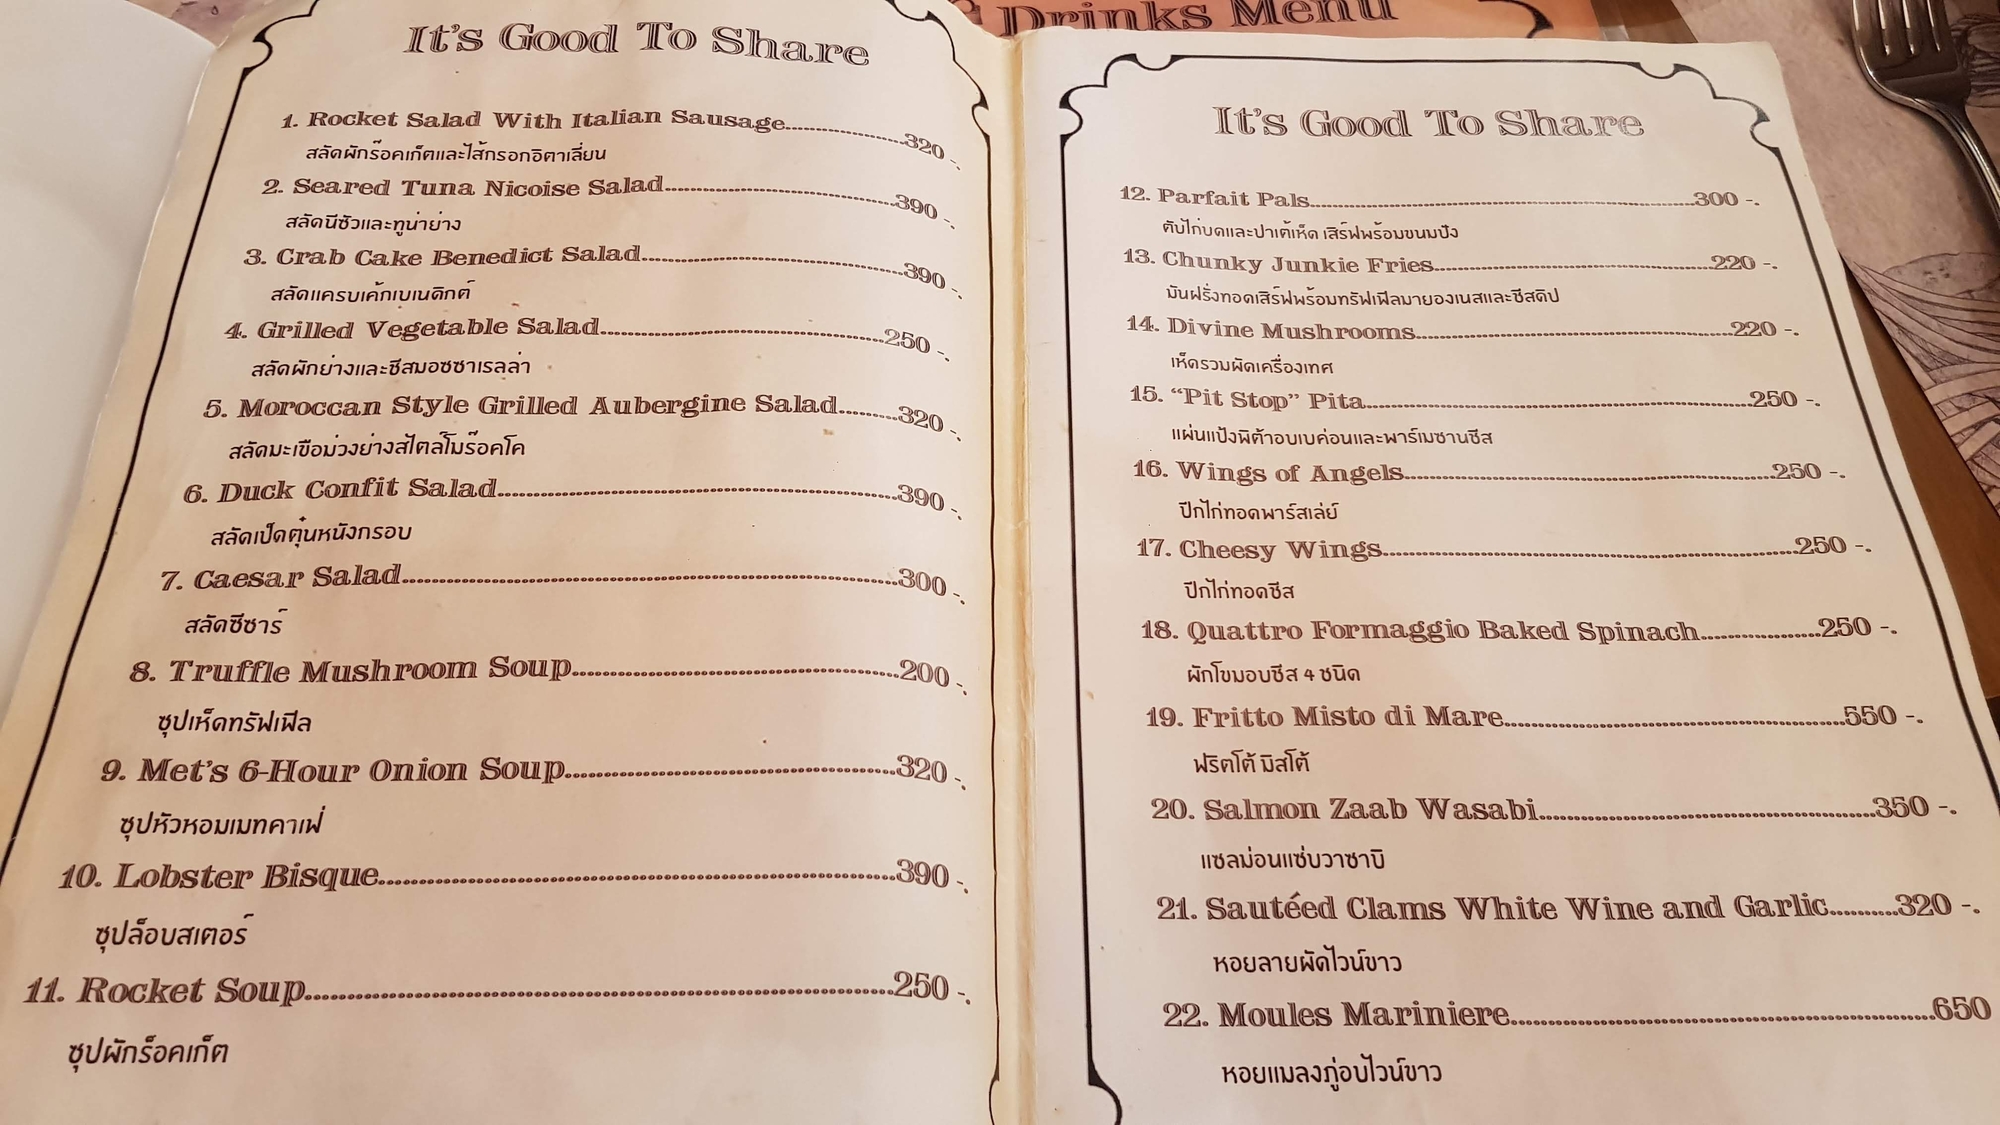 Drinks Menu
It's Good To Share
1. Rocket Salad With Italian Sausage....320 -.
สลัดผักร๊อคเก็ตและไส้กรอกอิตาเลี่ยน
2. Seared Tuna Nicoise Salad....390 -.
สลัดนีซัวและทูน่าย่าง
3. Crab Cake Benedict Salad....390 -.
สลัดแครบเค้กเบเนดิกต์
4. Grilled Vegetable Salad....250 -.
สลัดผักย่างและชีสมอซซาเรลล่า
5. Moroccan Style Grilled Aubergine Salad....320 -.
สลัดมะเขือม่วงย่างสไตล์โมร๊อคโค
6. Duck Confit Salad....390 -.
สลัดเป็ดตุ๋นหนังกรอบ
7. Caesar Salad....300 -.
สลัดซีซาร์
8. Truffle Mushroom Soup....200 -.
ซุปเห็ดทรัฟเฟิล
9. Met's 6-Hour Onion Soup....320 -.
ซุปหัวหอมเมทคาเฟ่
10. Lobster Bisque....390 -.
ซุปล็อบสเตอร์
11. Rocket Soup....250 -.
ซุปผักร็อคเก็ต
It's Good To Share
12. Parfait Pals....300 -.
ตับไก่บดและปาเต้เห็ด เสิร์ฟพร้อมขนมปัง
13. Chunky Junkie Fries....220 -.
มันฝรั่งทอดเสิร์ฟพร้อมทรัฟเฟิลมายองเนสและชีสดิป
14. Divine Mushrooms....220 -.
เห็ดรวมผัดเครื่องเทศ
15. “Pit Stop” Pita....250 -.
แผ่นแป้งพิต้าอบเบค่อนและพาร์เมซานชีส
16. Wings of Angels....250 -.
ปีกไก่ทอดพาร์สเล่ย์
17. Cheesy Wings....250 -.
ปีกไก่ทอดชีส
18. Quattro Formaggio Baked Spinach....250 -.
ผักโขมอบชีส 4 ชนิด
19. Fritto Misto di Mare....550 -.
ฟริตโต้ มิสโต้
20. Salmon Zaab Wasabi....350 -.
แซลม่อนแซ่บวาซาบิ
21. Sautéed Clams White Wine and Garlic....320 -.
หอยลายผัดไวน์ขาว
22. Moules Mariniere....650
หอยแมลงภู่อบไวน์ขาว